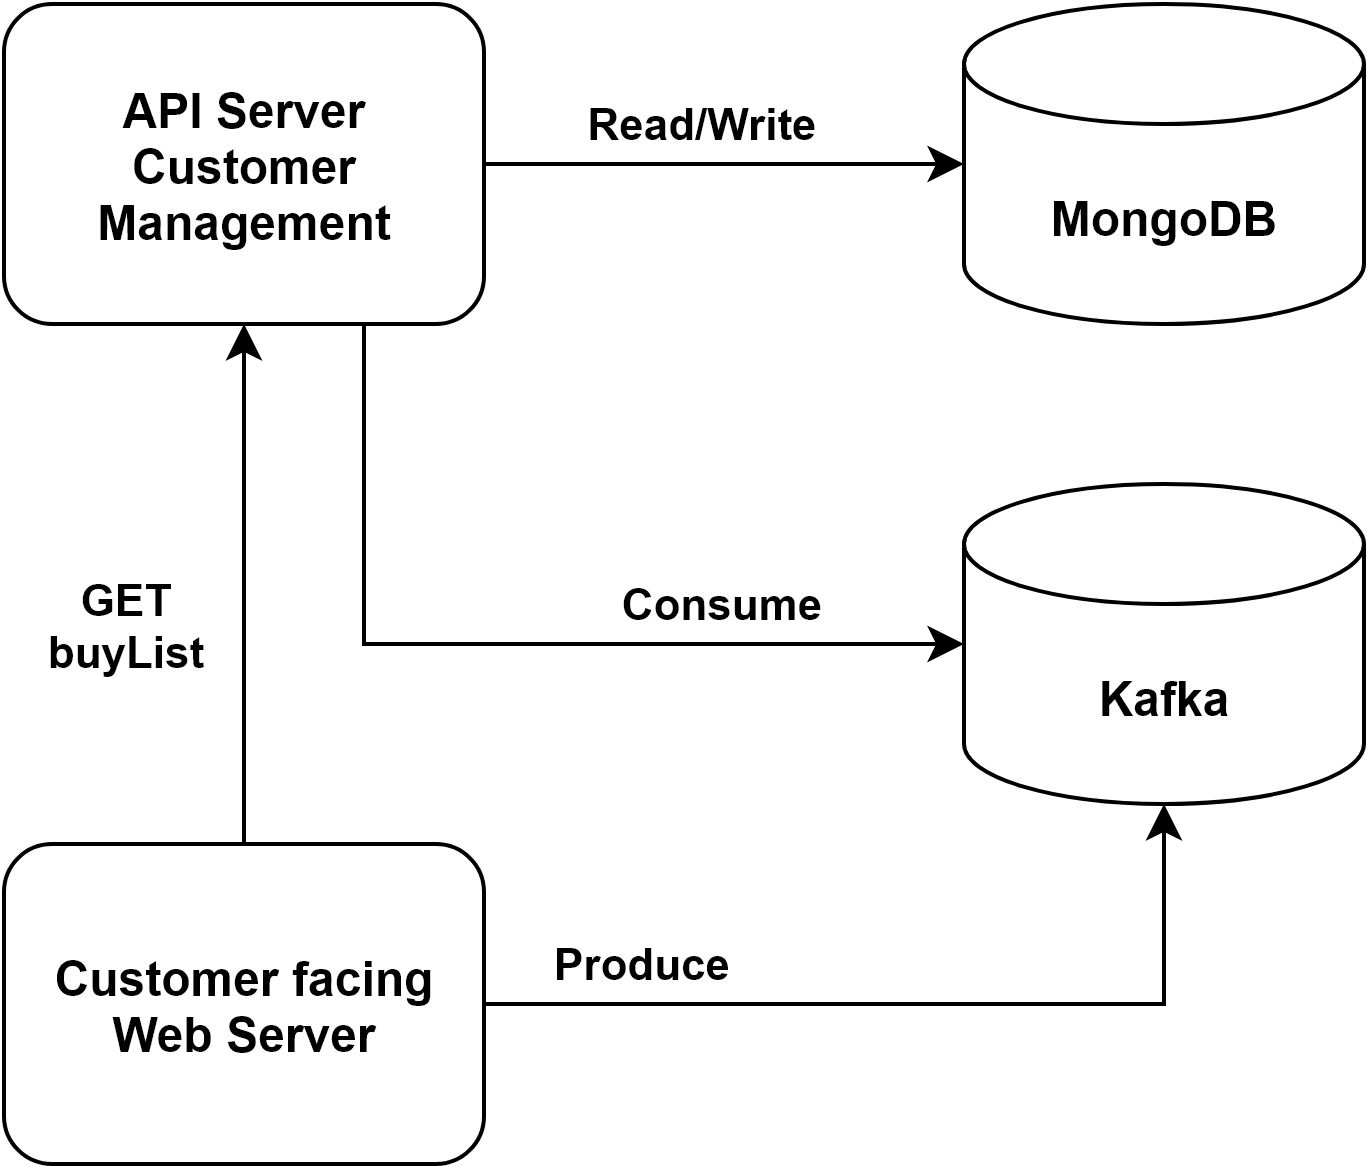 API Server
Customer
Management
Read/Write
MongoDB
GET
buyList
Consume
Kafka
Customer facing
Web Server
Produce